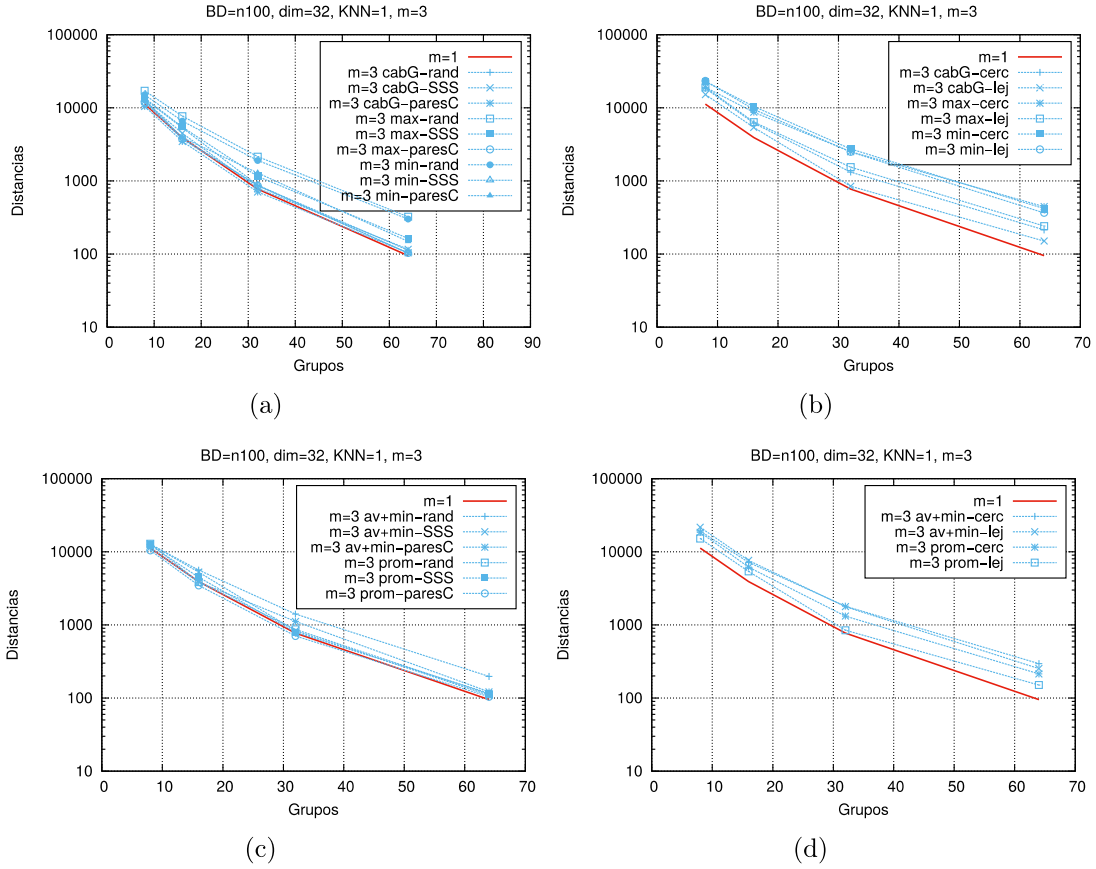 BD=n100, dim=32, KNN=1, m=3
100000
10000
1000
100
10
0 10 20 30 40 50 60 70 80 90
Distancias
Grupos
m=1
m=3 cabG-rand
m=3 cabG-SSS
m=3 cabG-paresC
m=3 max-rand
m=3 max-SSS
m=3 max-paresC
m=3 min-rand
m=3 min-SSS
m=3 min-paresC
(a)
BD=n100, dim=32, KNN=1, m=3
100000
10000
1000
100
10
0 10 20 30 40 50 60 70
Distancias
Grupos
m=1
m=3 cabG-cerc
m=3 cabG-lej
m=3 max-cerc
m=3 max-lej
m=3 min-cerc
m=3 min-lej
(b)
BD=n100, dim=32, KNN=1, m=3
100000
10000
1000
100
10
0 10 20 30 40 50 60 70
Distancias
Grupos
m=1
m=3 av+min-rand
m=3 av+min-SSS
m=3 av+min-paresC
m=3 prom-rand
m=3 prom-SSS
m=3 prom-paresC
(c)
BD=n100, dim=32, KNN=1, m=3
100000
10000
1000
100
10
0 10 20 30 40 50 60 70
Distancias
Grupos
m=1
m=3 av+min-cerc
m=3 av+min-lej
m=3 prom-cerc
m=3 prom-lej
(d)